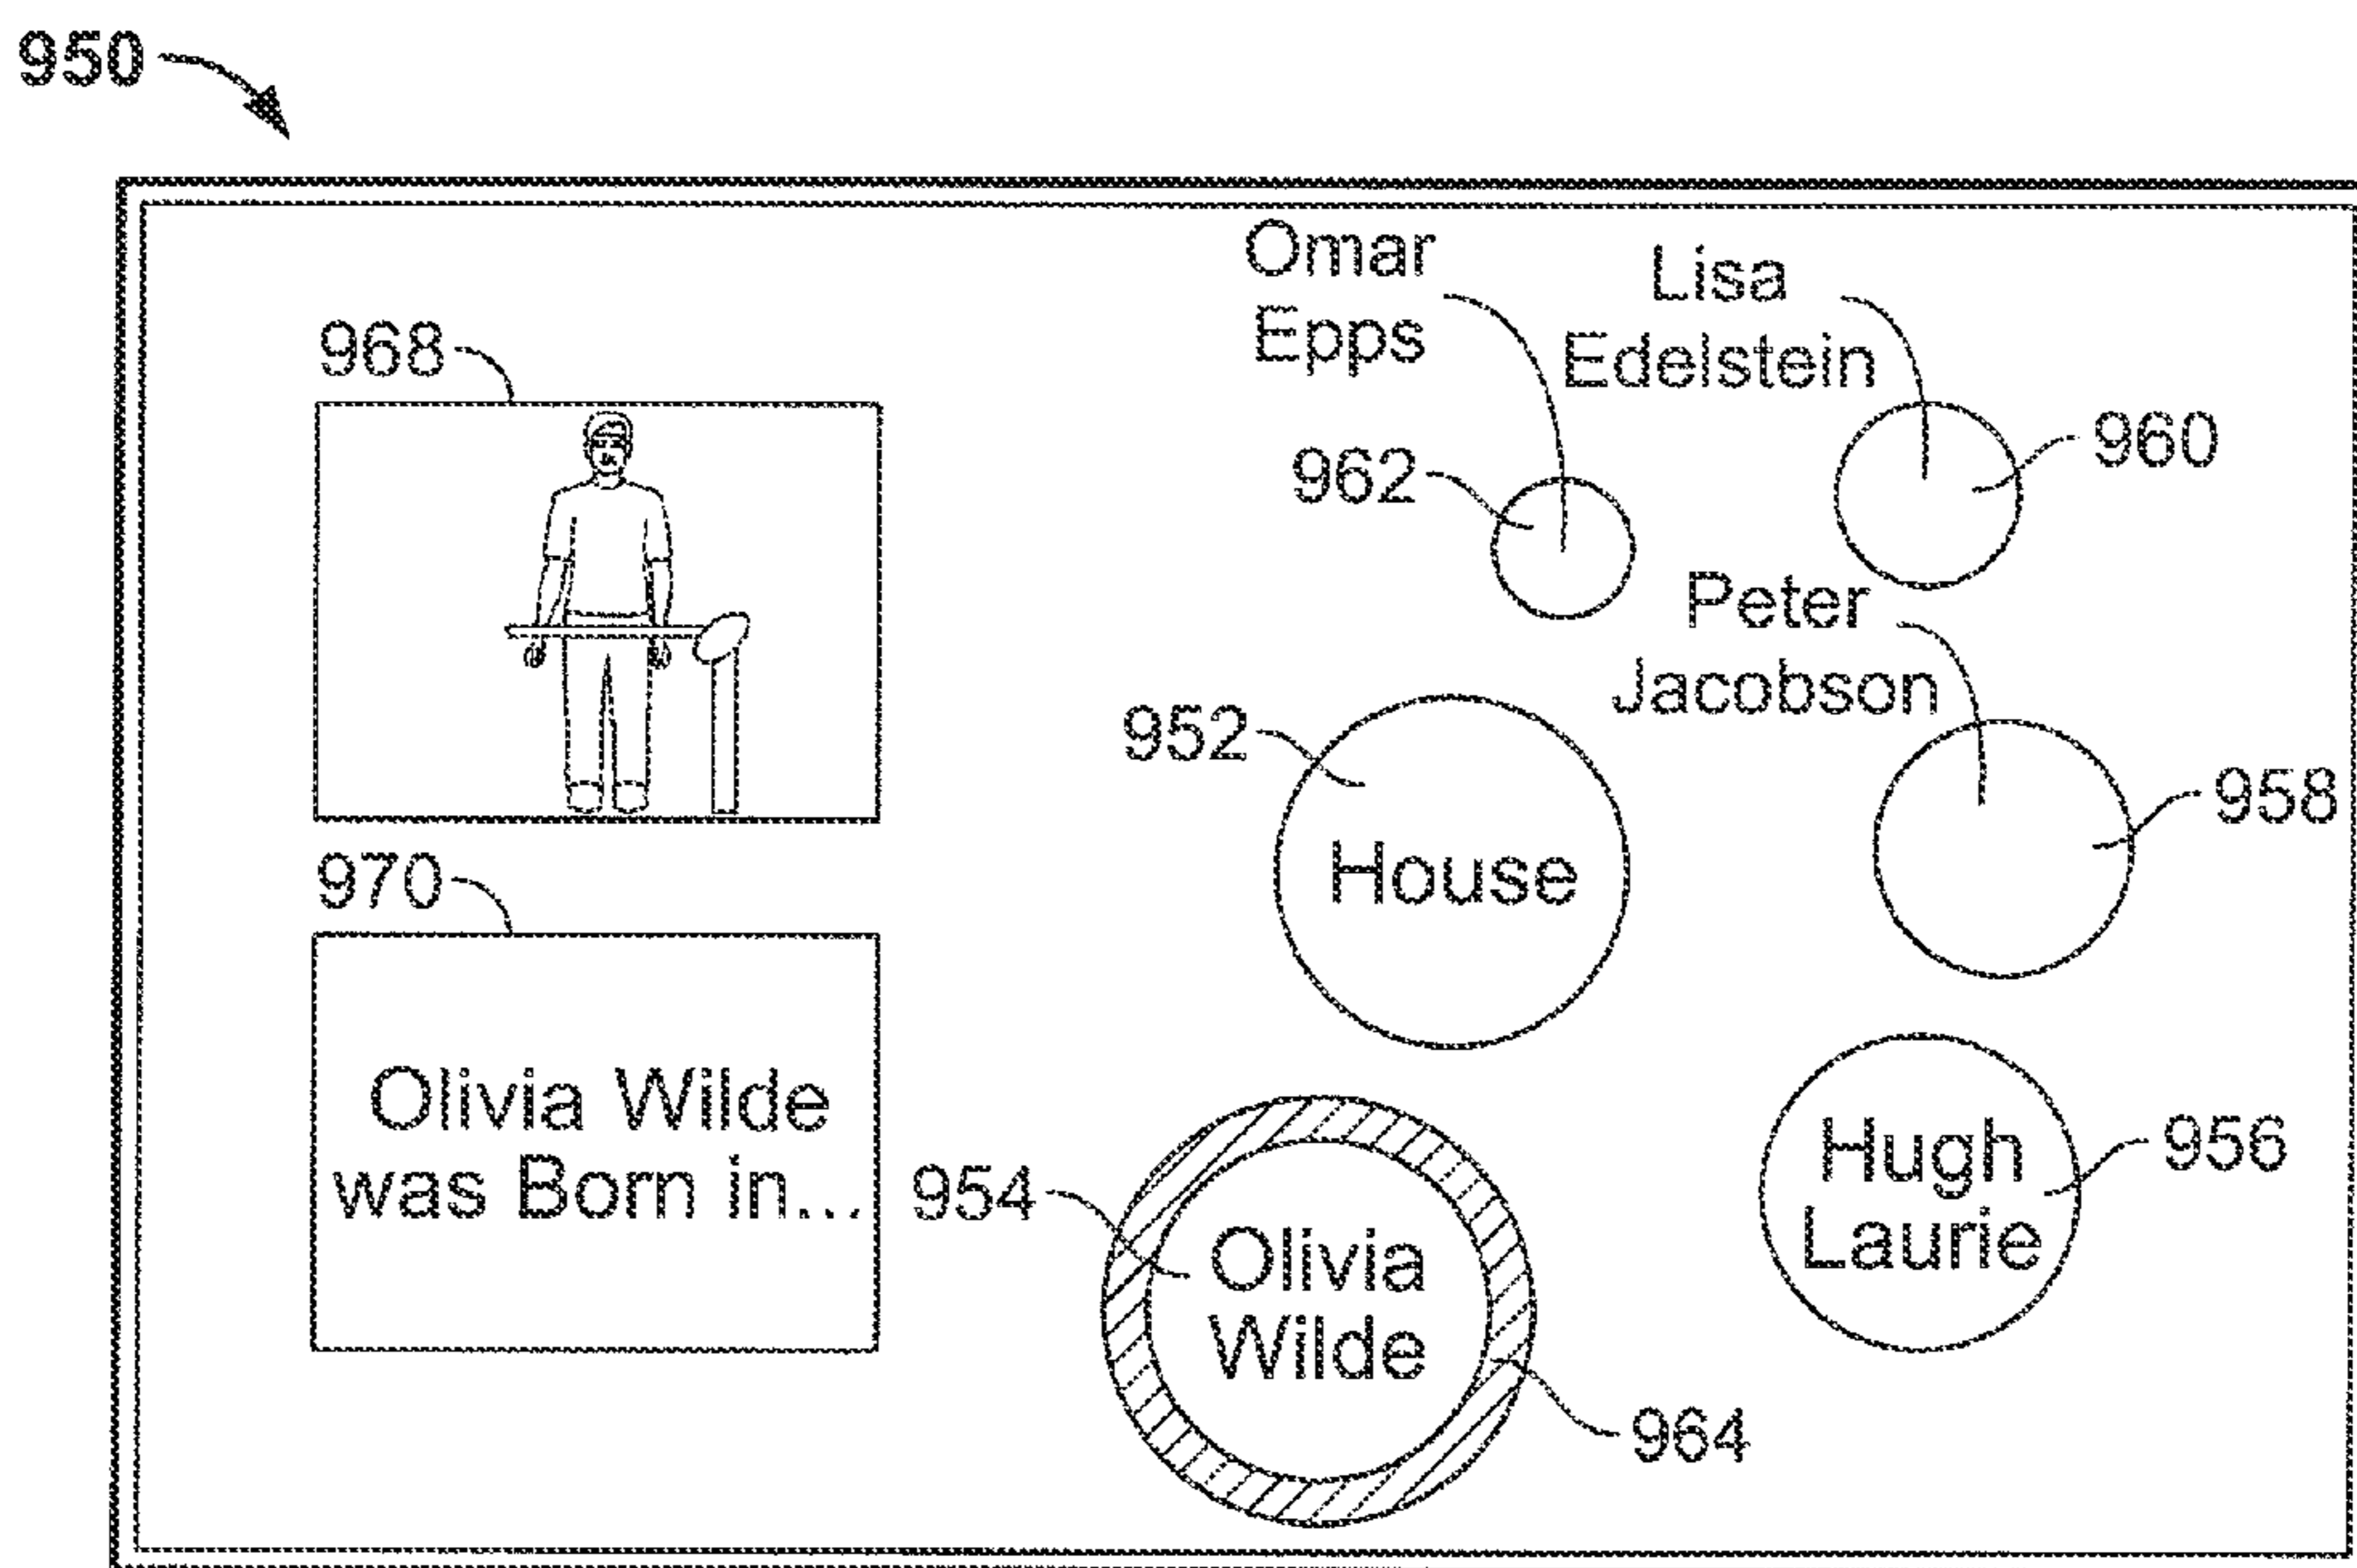 950
Omar
Epps
Lisa
Edelstein
968
962
960
Peter
Jacobson
952
958
House
970
Olivia Wilde
was Born in...
954
Olivia
Wilde
Hugh
Laurie
956
964